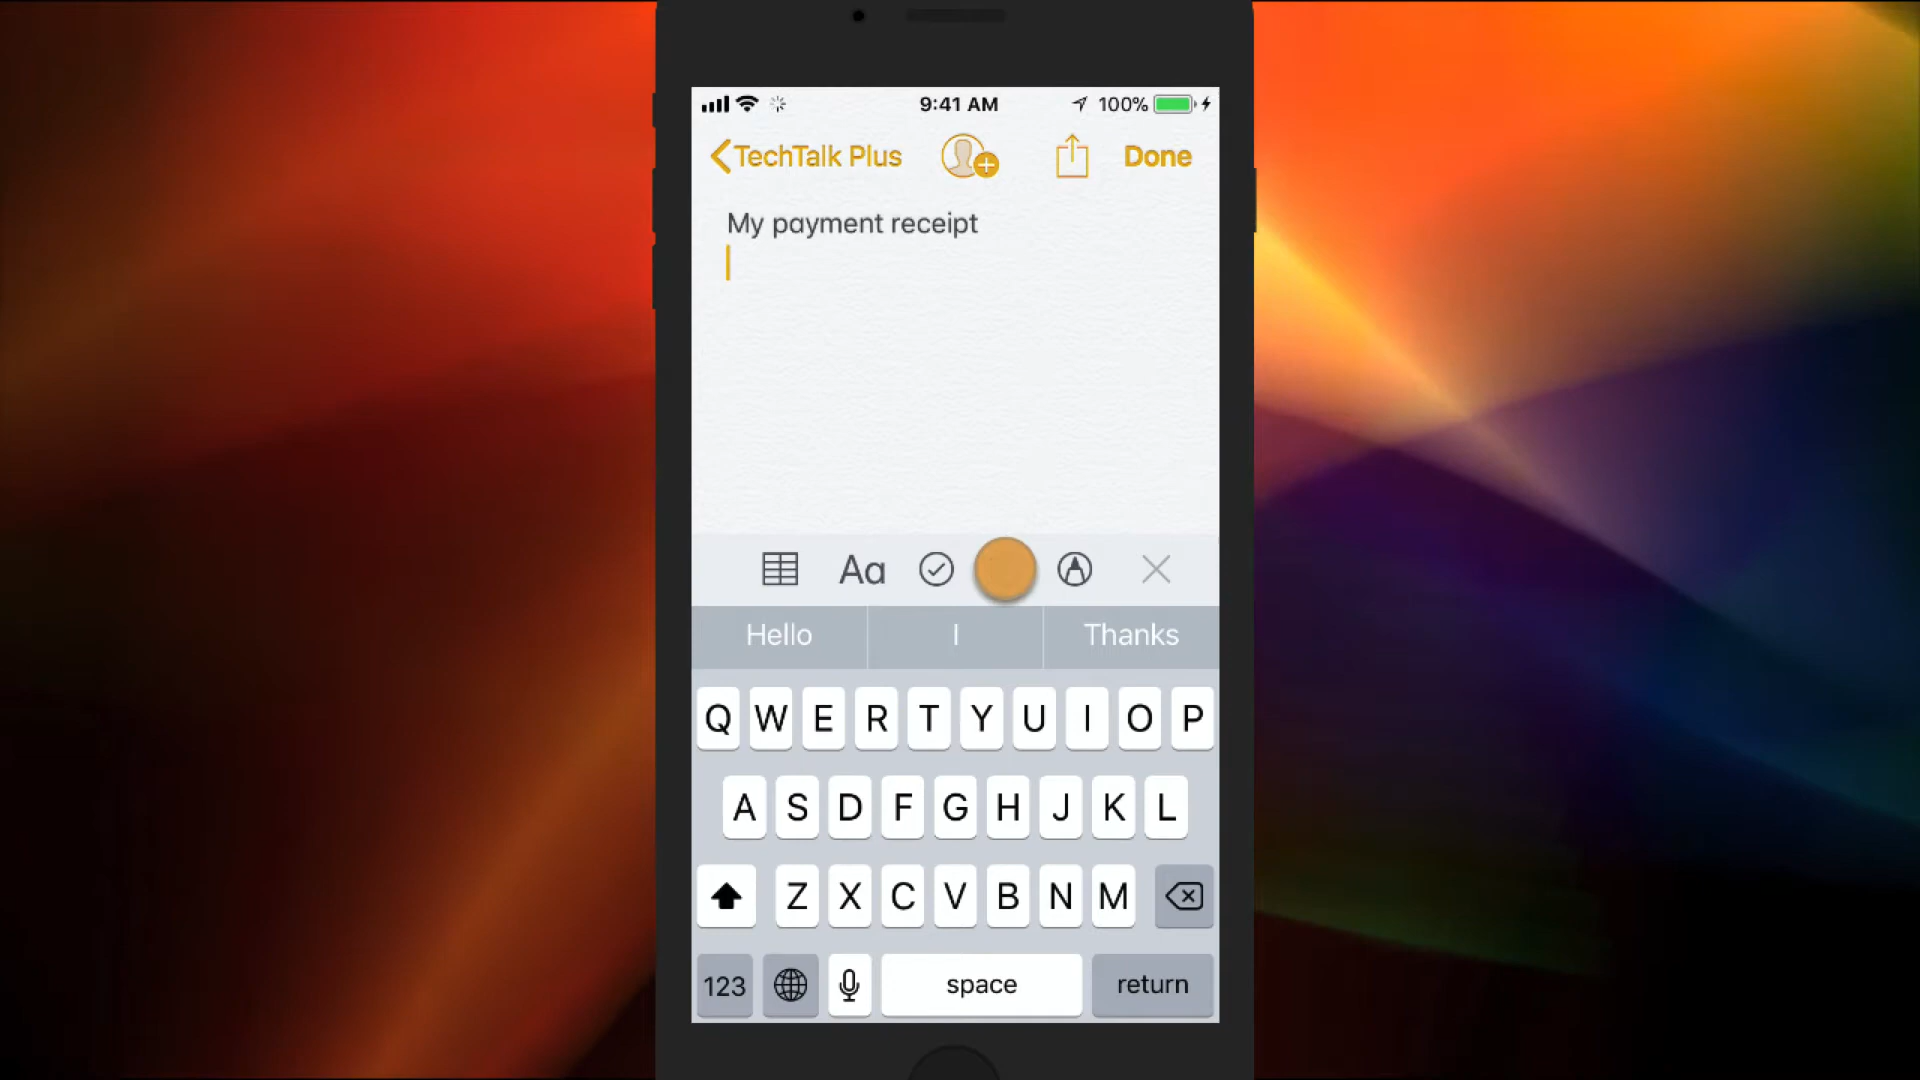 9:41 AM
100%
TechTalk Plus
Done
My payment receipt
Aa
Hello I Thanks
Q W E R T Y U I O P
A S D F G H J K L
Z X C V B N M
123 space return